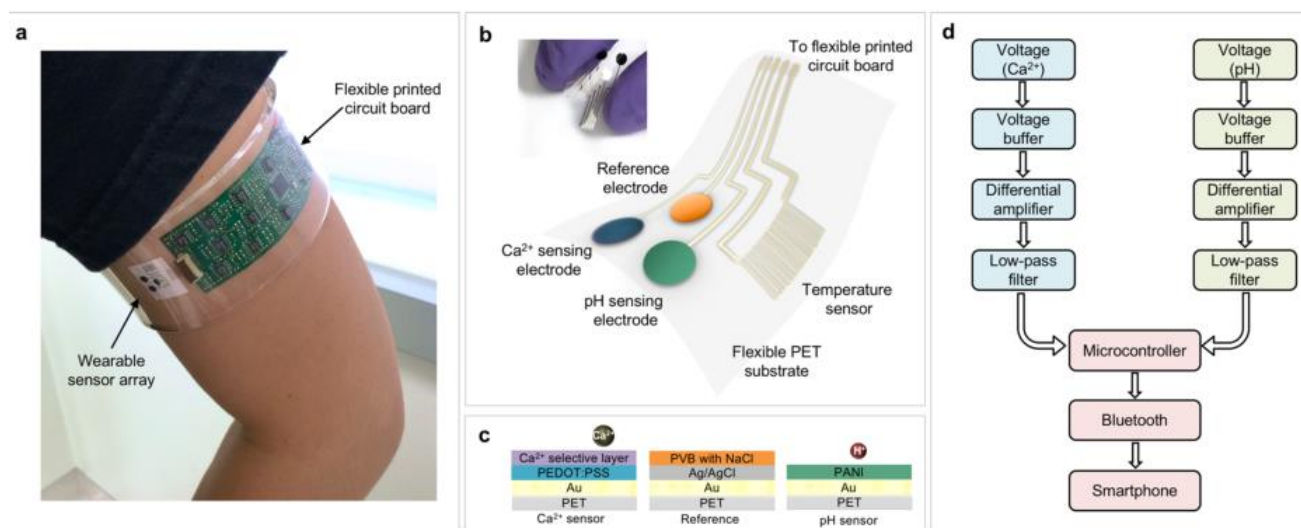 a
Flexible printed
circuit board
Wearable
sensor array
b
To flexible printed
circuit board
Reference
electrode
Ca²⁺ sensing
electrode
pH sensing
electrode
Temperature
sensor
Flexible PET
substrate
c
Ca²⁺
Ca²⁺ selective layer
PEDOT:PSS
Au
PET
Ca²⁺ sensor
PVB with NaCl
Ag/AgCl
Au
PET
Reference
H⁺
PANI
Au
PET
pH sensor
d
Voltage
(Ca²⁺)
Voltage
buffer
Differential
amplifier
Low-pass
filter
Voltage
(pH)
Voltage
buffer
Differential
amplifier
Low-pass
filter
Microcontroller
Bluetooth
Smartphone